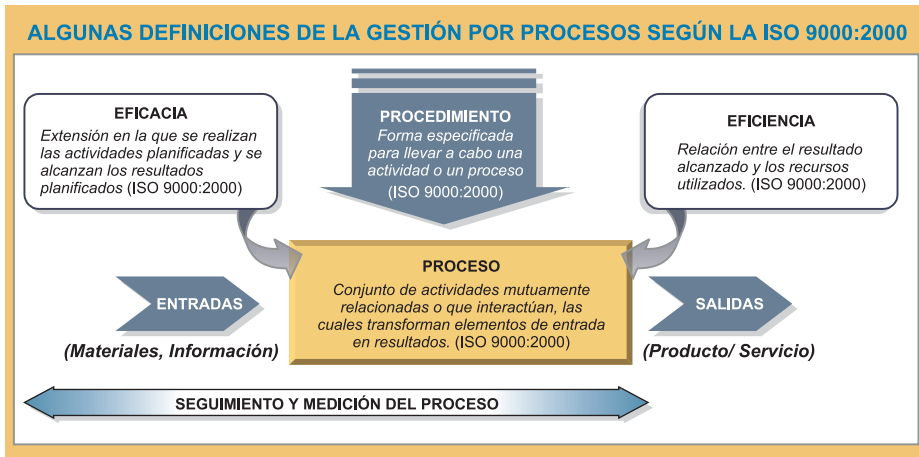 ALGUNAS DEFINICIONES DE LA GESTIÓN POR PROCESOS SEGÚN LA ISO 9000:2000
EFICACIA
Extensión en la que se realizan
las actividades planificadas y se
alcanzan los resultados
planificados (ISO 9000:2000)
PROCEDIMIENTO
Forma especificada
para llevar a cabo una
actividad o un proceso
(ISO 9000:2000)
EFICIENCIA
Relación entre el resultado
alcanzado y los recursos
utilizados. (ISO 9000:2000)
ENTRADAS
(Materiales, Información)
PROCESO
Conjunto de actividades mutuamente
relacionadas o que interactúan, las
cuales transforman elementos de entrada
en resultados. (ISO 9000:2000)
SALIDAS
(Producto/ Servicio)
SEGUIMIENTO Y MEDICIÓN DEL PROCESO